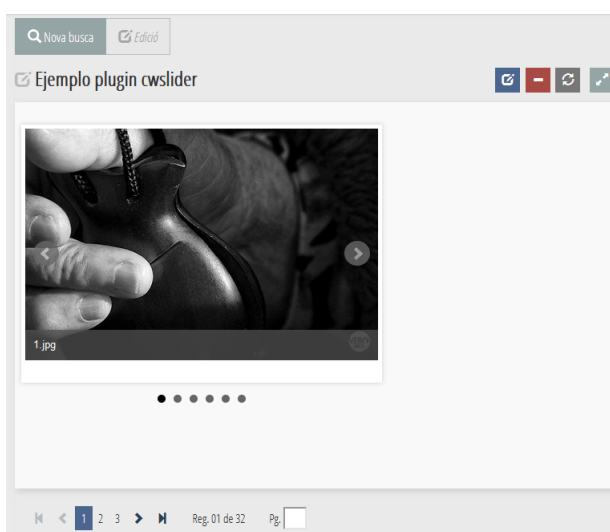 Nova busca Edició
Ejemplo plugin cwslider
1.jpg
1 2 3 Reg. 01 de 32 Pg.